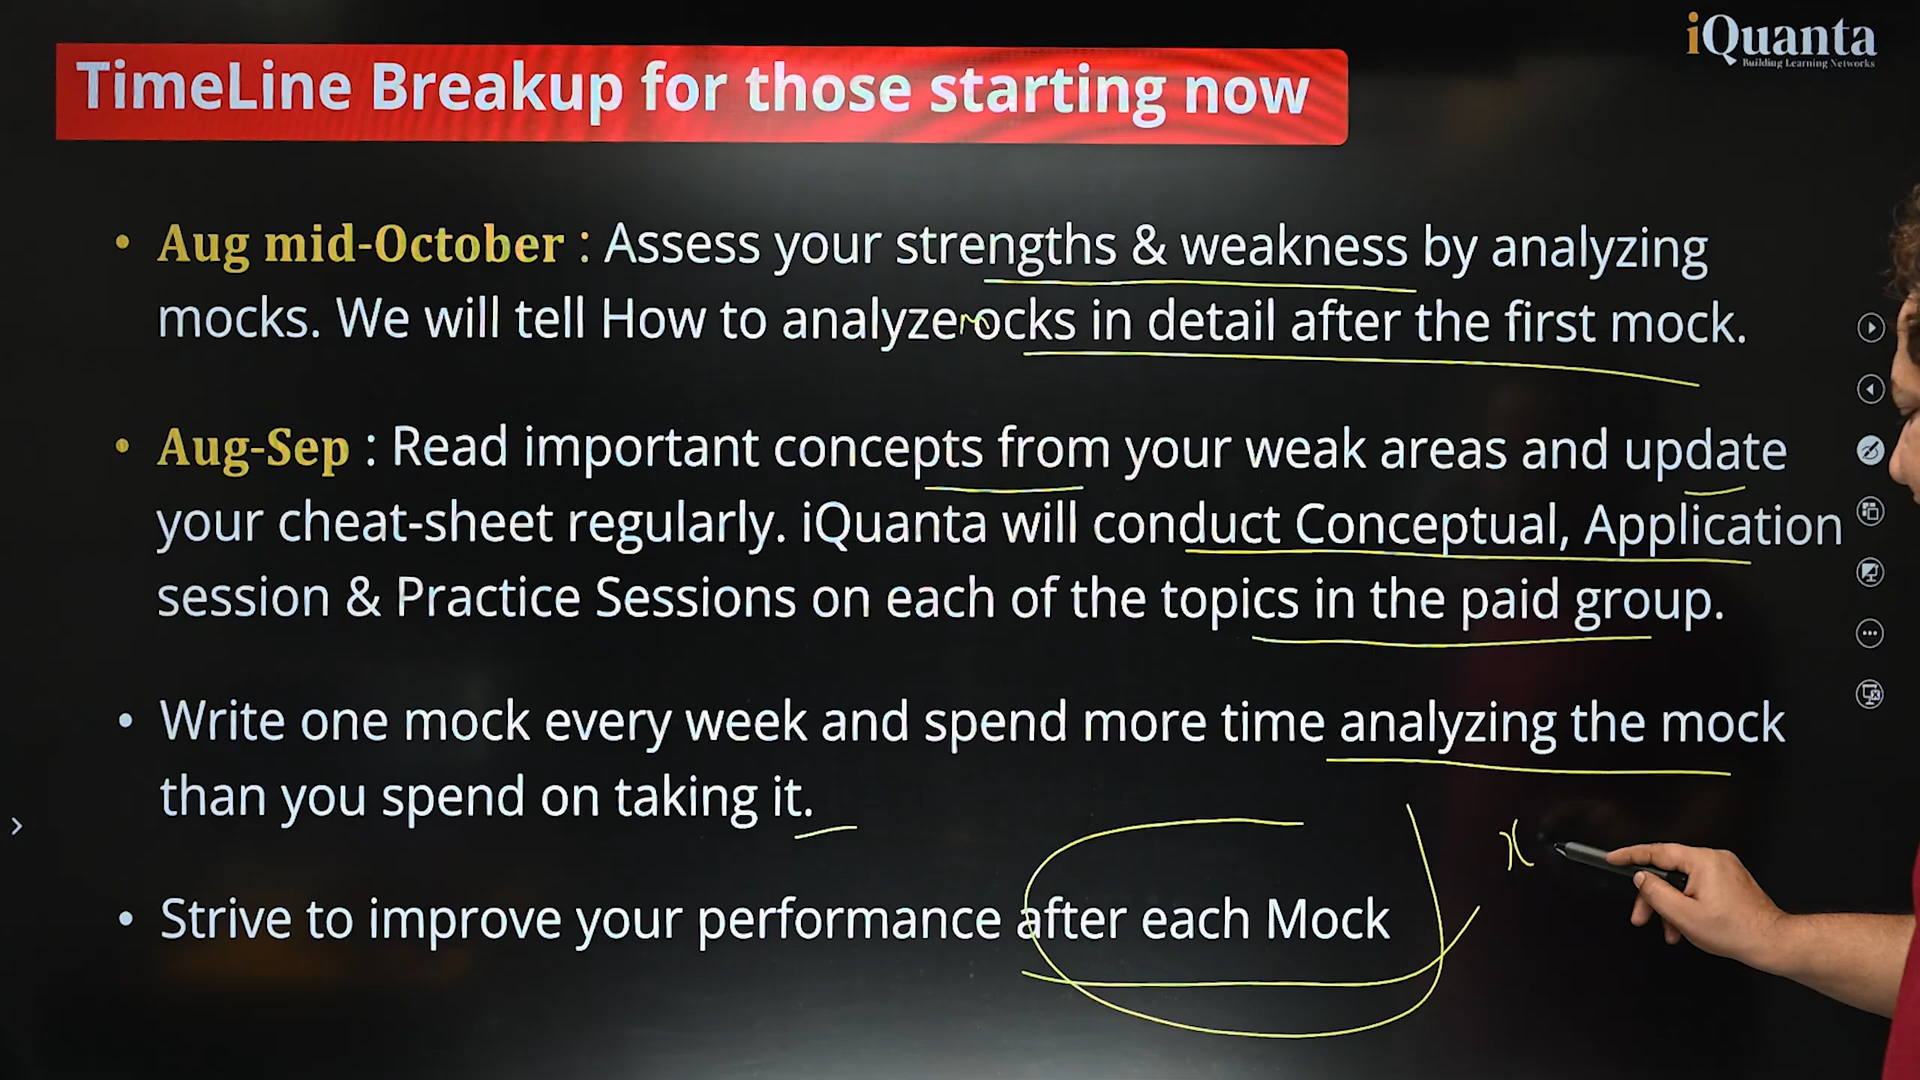 iQuanta
Building Learning Networks
TimeLine Breakup for those starting now
• Aug mid-October : Assess your strengths & weakness by analyzing
mocks. We will tell How to analyze mocks in detail after the first mock.
• Aug-Sep : Read important concepts from your weak areas and update
your cheat-sheet regularly. iQuanta will conduct Conceptual, Application
session & Practice Sessions on each of the topics in the paid group.
• Write one mock every week and spend more time analyzing the mock
than you spend on taking it.
x
• Strive to improve your performance after each Mock